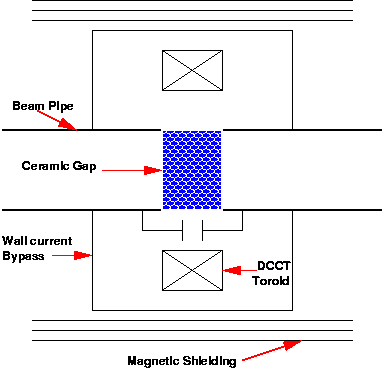 Beam Pipe
Ceramic Gap
Wall current
Bypass
DCCT
Toroid
Magnetic Shielding